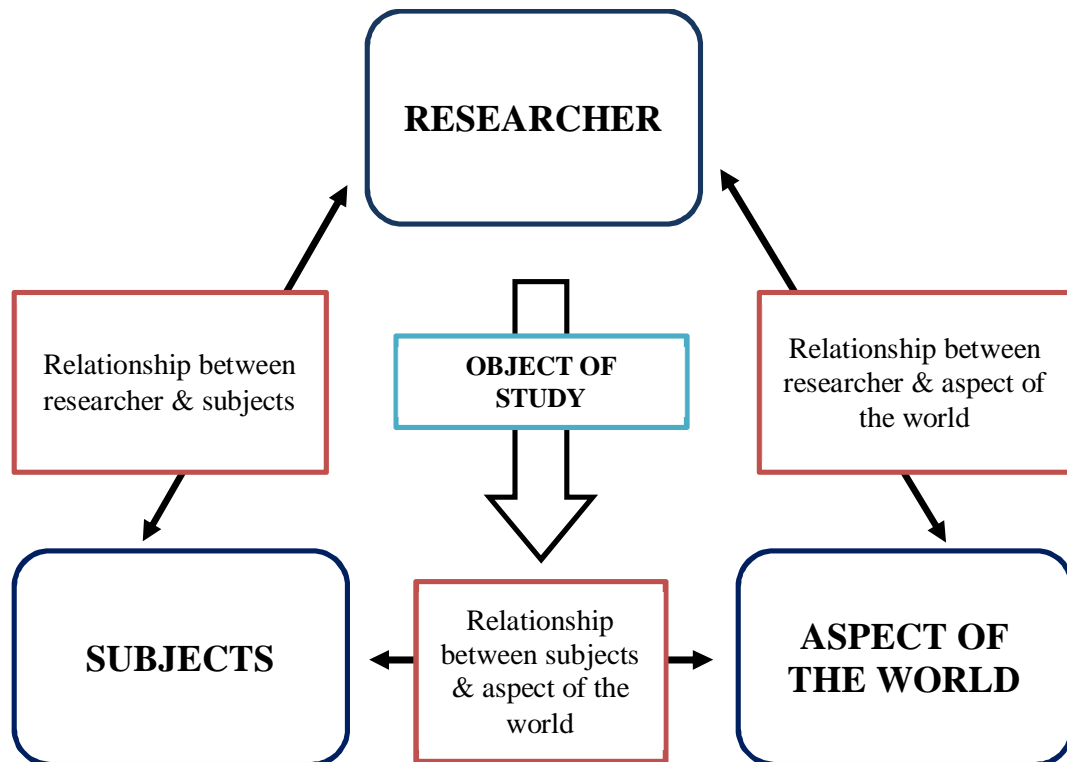 RESEARCHER
Relationship between
researcher & subjects
OBJECT OF
STUDY
Relationship between
researcher & aspect of
the world
SUBJECTS
Relationship
between subjects
& aspect of the
world
ASPECT OF
THE WORLD